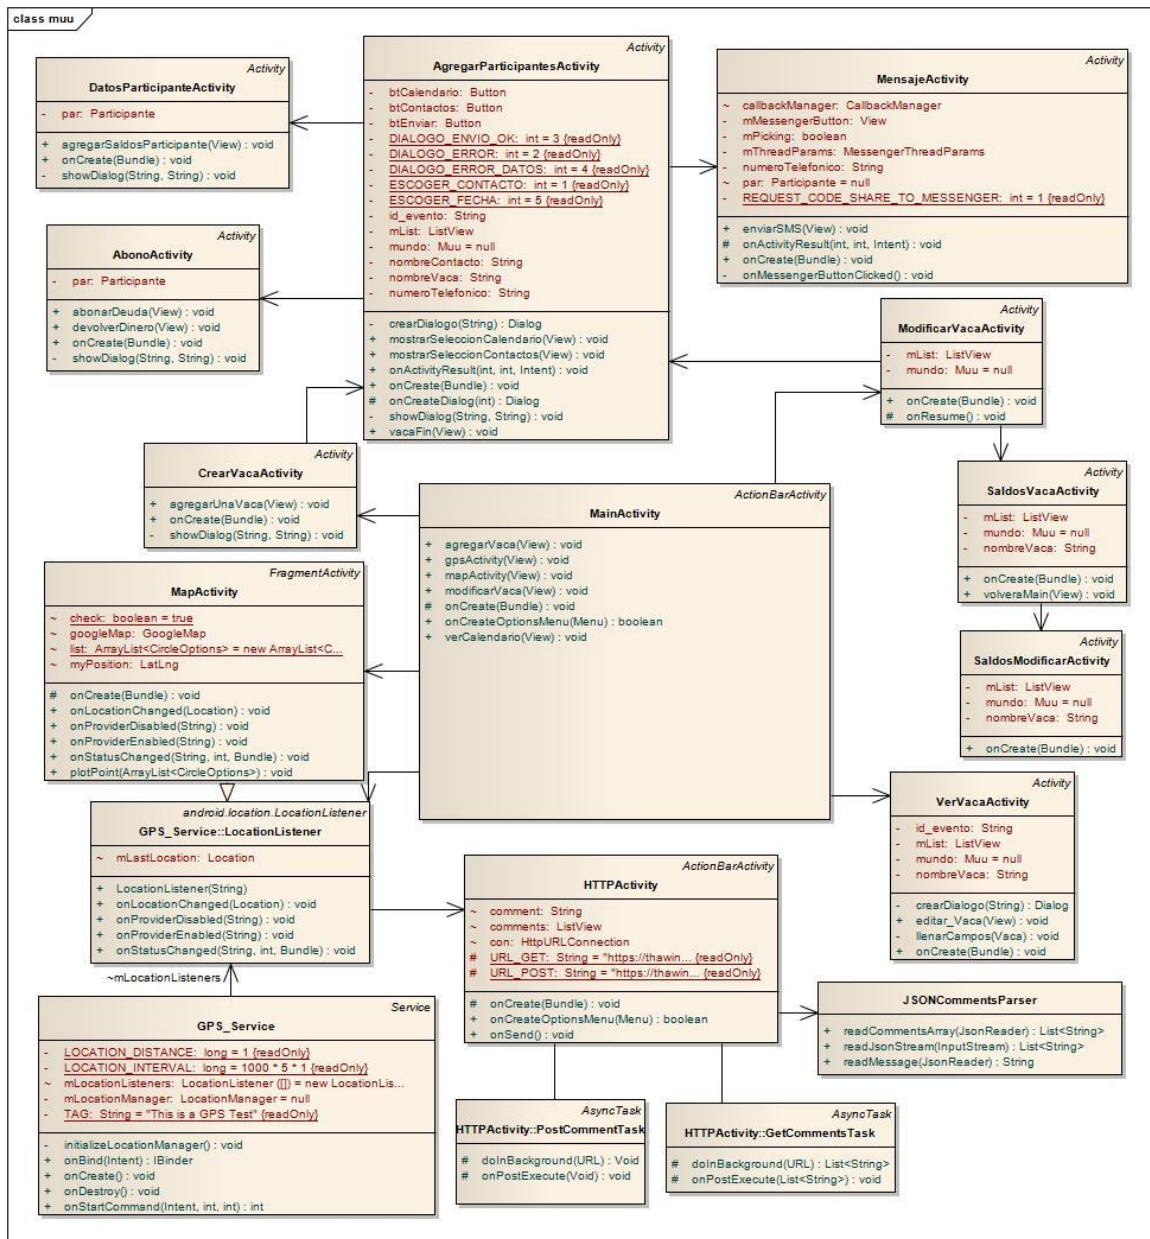 class muu
Activity
DatosParticipanteActivity
- par: Participante
+ agregarSaldosParticipante(View) : void
+ onCreate(Bundle) : void
- showDialog(String, String) : void
Activity
AgregarParticipantesActivity
- btCalendario: Button
- btContactos: Button
- btEnviar: Button
- DIALOGO_ENVIO_OK: int = 3 {readOnly}
- DIALOGO_ERROR: int = 2 {readOnly}
- DIALOGO_ERROR_DATOS: int = 4 {readOnly}
- ESCOGER_CONTACTO: int = 1 {readOnly}
- ESCOGER_FECHA: int = 5 {readOnly}
- id_evento: String
- mList: ListView
- mundo: Muu = null
- nombreContacto: String
- nombreVaca: String
- numeroTelefonico: String
- crearDialogo(String) : Dialog
+ mostrarSeleccionCalendario(View) : void
+ mostrarSeleccionContactos(View) : void
+ onActivityResult(int, int, Intent) : void
+ onCreate(Bundle) : void
# onCreateDialog(int) : Dialog
- showDialog(String, String) : void
+ vacaFin(View) : void
Activity
MensajeActivity
~ callbackManager: CallbackManager
- mMessengerButton: View
- mPicking: boolean
- mThreadParams: MessengerThreadParams
- numeroTelefonico: String
~ par: Participante = null
- REQUEST_CODE_SHARE_TO_MESSENGER: int = 1 {readOnly}
+ enviarSMS(View) : void
# onActivityResult(int, int, Intent) : void
+ onCreate(Bundle) : void
- onMessengerButtonClicked() : void
Activity
AbonoActivity
- par: Participante
+ abonarDeuda(View) : void
+ devolverDinero(View) : void
+ onCreate(Bundle) : void
- showDialog(String, String) : void
Activity
ModificarVacaActivity
- mList: ListView
- mundo: Muu = null
+ onCreate(Bundle) : void
# onResume() : void
Activity
CrearVacaActivity
+ agregarUnaVaca(View) : void
+ onCreate(Bundle) : void
- showDialog(String, String) : void
ActionBarActivity
MainActivity
+ agregarVaca(View) : void
+ gpsActivity(View) : void
+ mapActivity(View) : void
+ modificarVaca(View) : void
# onCreate(Bundle) : void
+ onCreateOptionsMenu(Menu) : boolean
+ verCalendario(View) : void
Activity
SaldosVacaActivity
- mList: ListView
- mundo: Muu = null
- nombreVaca: String
+ onCreate(Bundle) : void
+ volveraMain(View) : void
FragmentActivity
MapActivity
~ check: boolean = true
~ googleMap: GoogleMap
~ list: ArrayList<CircleOptions> = new ArrayList<C...
~ myPosition: LatLng
# onCreate(Bundle) : void
+ onLocationChanged(Location) : void
+ onProviderDisabled(String) : void
+ onProviderEnabled(String) : void
+ onStatusChanged(String, int, Bundle) : void
+ plotPoint(ArrayList<CircleOptions>) : void
Activity
SaldosModificarActivity
- mList: ListView
- mundo: Muu = null
- nombreVaca: String
+ onCreate(Bundle) : void
android.location.LocationListener
GPS_Service::LocationListener
~ mLastLocation: Location
+ LocationListener(String)
+ onLocationChanged(Location) : void
+ onProviderDisabled(String) : void
+ onProviderEnabled(String) : void
+ onStatusChanged(String, int, Bundle) : void
Activity
VerVacaActivity
- id_evento: String
- mList: ListView
- mundo: Muu = null
- nombreVaca: String
- crearDialogo(String) : Dialog
+ editar_Vaca(View) : void
- llenarCampos(Vaca) : void
+ onCreate(Bundle) : void
ActionBarActivity
HTTPActivity
~ comment: String
~ comments: ListView
~ con: HttpURLConnection
# URL_GET: String = "https://thawin... {readOnly}
# URL_POST: String = "https://thawin... {readOnly}
# onCreate(Bundle) : void
+ onCreateOptionsMenu(Menu) : boolean
+ onSend() : void
~mLocationListeners
JSONCommentsParser
+ readCommentsArray(JsonReader) : List<String>
+ readJsonStream(InputStream) : List<String>
+ readMessage(JsonReader) : String
Service
GPS_Service
- LOCATION_DISTANCE: long = 1 {readOnly}
- LOCATION_INTERVAL: long = 1000 * 5 * 1 {readOnly}
~ mLocationListeners: LocationListener ([]) = new LocationLis...
- mLocationManager: LocationManager = null
- TAG: String = "This is a GPS Test" {readOnly}
- initializeLocationManager() : void
+ onBind(Intent) : IBinder
+ onCreate() : void
+ onDestroy() : void
+ onStartCommand(Intent, int, int) : int
AsyncTask
HTTPActivity::PostCommentTask
# doInBackground(URL) : Void
# onPostExecute(Void) : void
AsyncTask
HTTPActivity::GetCommentsTask
# doInBackground(URL) : List<String>
# onPostExecute(List<String>) : void